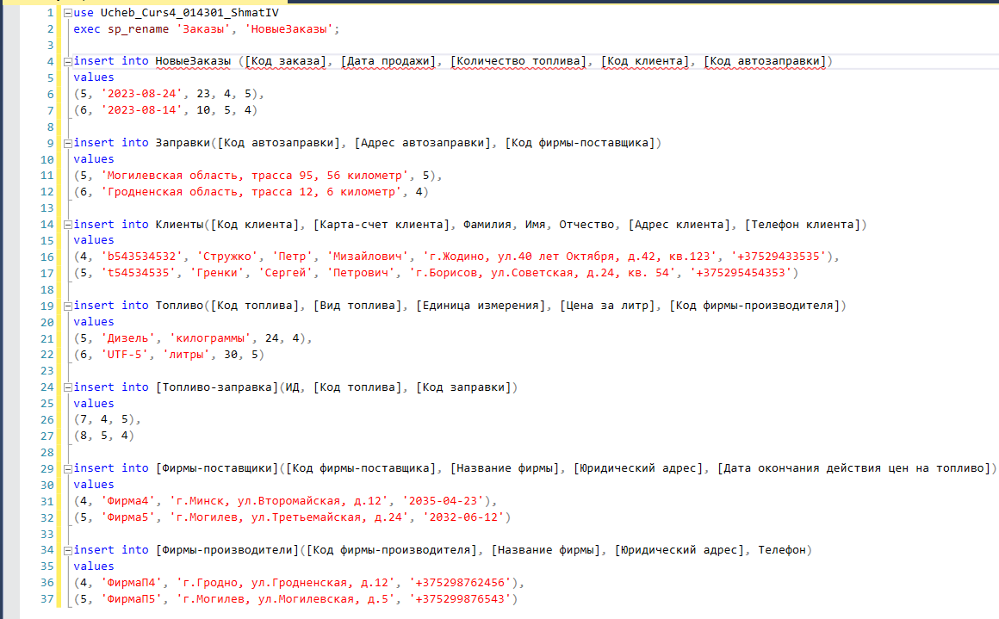 1 use Ucheb_Curs4_014301_ShmatIV
2 exec sp_rename 'Заказы', 'НовыеЗаказы';
3
4 insert into НовыеЗаказы ([Код заказа], [Дата продажи], [Количество топлива], [Код клиента], [Код автозаправки])
5 values
6 (5, '2023-08-24', 23, 4, 5),
7 (6, '2023-08-14', 10, 5, 4)
8
9 insert into Заправки([Код автозаправки], [Адрес автозаправки], [Код фирмы-поставщика])
10 values
11 (5, 'Могилевская область, трасса 95, 56 километр', 5),
12 (6, 'Гродненская область, трасса 12, 6 километр', 4)
13
14 insert into Клиенты([Код клиента], [Карта-счет клиента], Фамилия, Имя, Отчество, [Адрес клиента], [Телефон клиента])
15 values
16 (4, 'b543534532', 'Стружко', 'Петр', 'Мизайлович', 'г.Жодино, ул.40 лет Октября, д.42, кв.123', '+37529433535'),
17 (5, 't54534535', 'Гренки', 'Сергей', 'Петрович', 'г.Борисов, ул.Советская, д.24, кв. 54', '+375295454353')
18
19 insert into Топливо([Код топлива], [Вид топлива], [Единица измерения], [Цена за литр], [Код фирмы-производителя])
20 values
21 (5, 'Дизель', 'килограммы', 24, 4),
22 (6, 'UTF-5', 'литры', 30, 5)
23
24 insert into [Топливо-заправка](ИД, [Код топлива], [Код заправки])
25 values
26 (7, 4, 5),
27 (8, 5, 4)
28
29 insert into [Фирмы-поставщики]([Код фирмы-поставщика], [Название фирмы], [Юридический адрес], [Дата окончания действия цен на топливо])
30 values
31 (4, 'Фирма4', 'г.Минск, ул.Второмайская, д.12', '2035-04-23'),
32 (5, 'Фирма5', 'г.Могилев, ул.Третьемайская, д.24', '2032-06-12')
33
34 insert into [Фирмы-производители]([Код фирмы-производителя], [Название фирмы], [Юридический адрес], Телефон)
35 values
36 (4, 'ФирмаП4', 'г.Гродно, ул.Гродненская, д.12', '+375298762456'),
37 (5, 'ФирмаП5', 'г.Могилев, ул.Могилевская, д.5', '+375299876543')